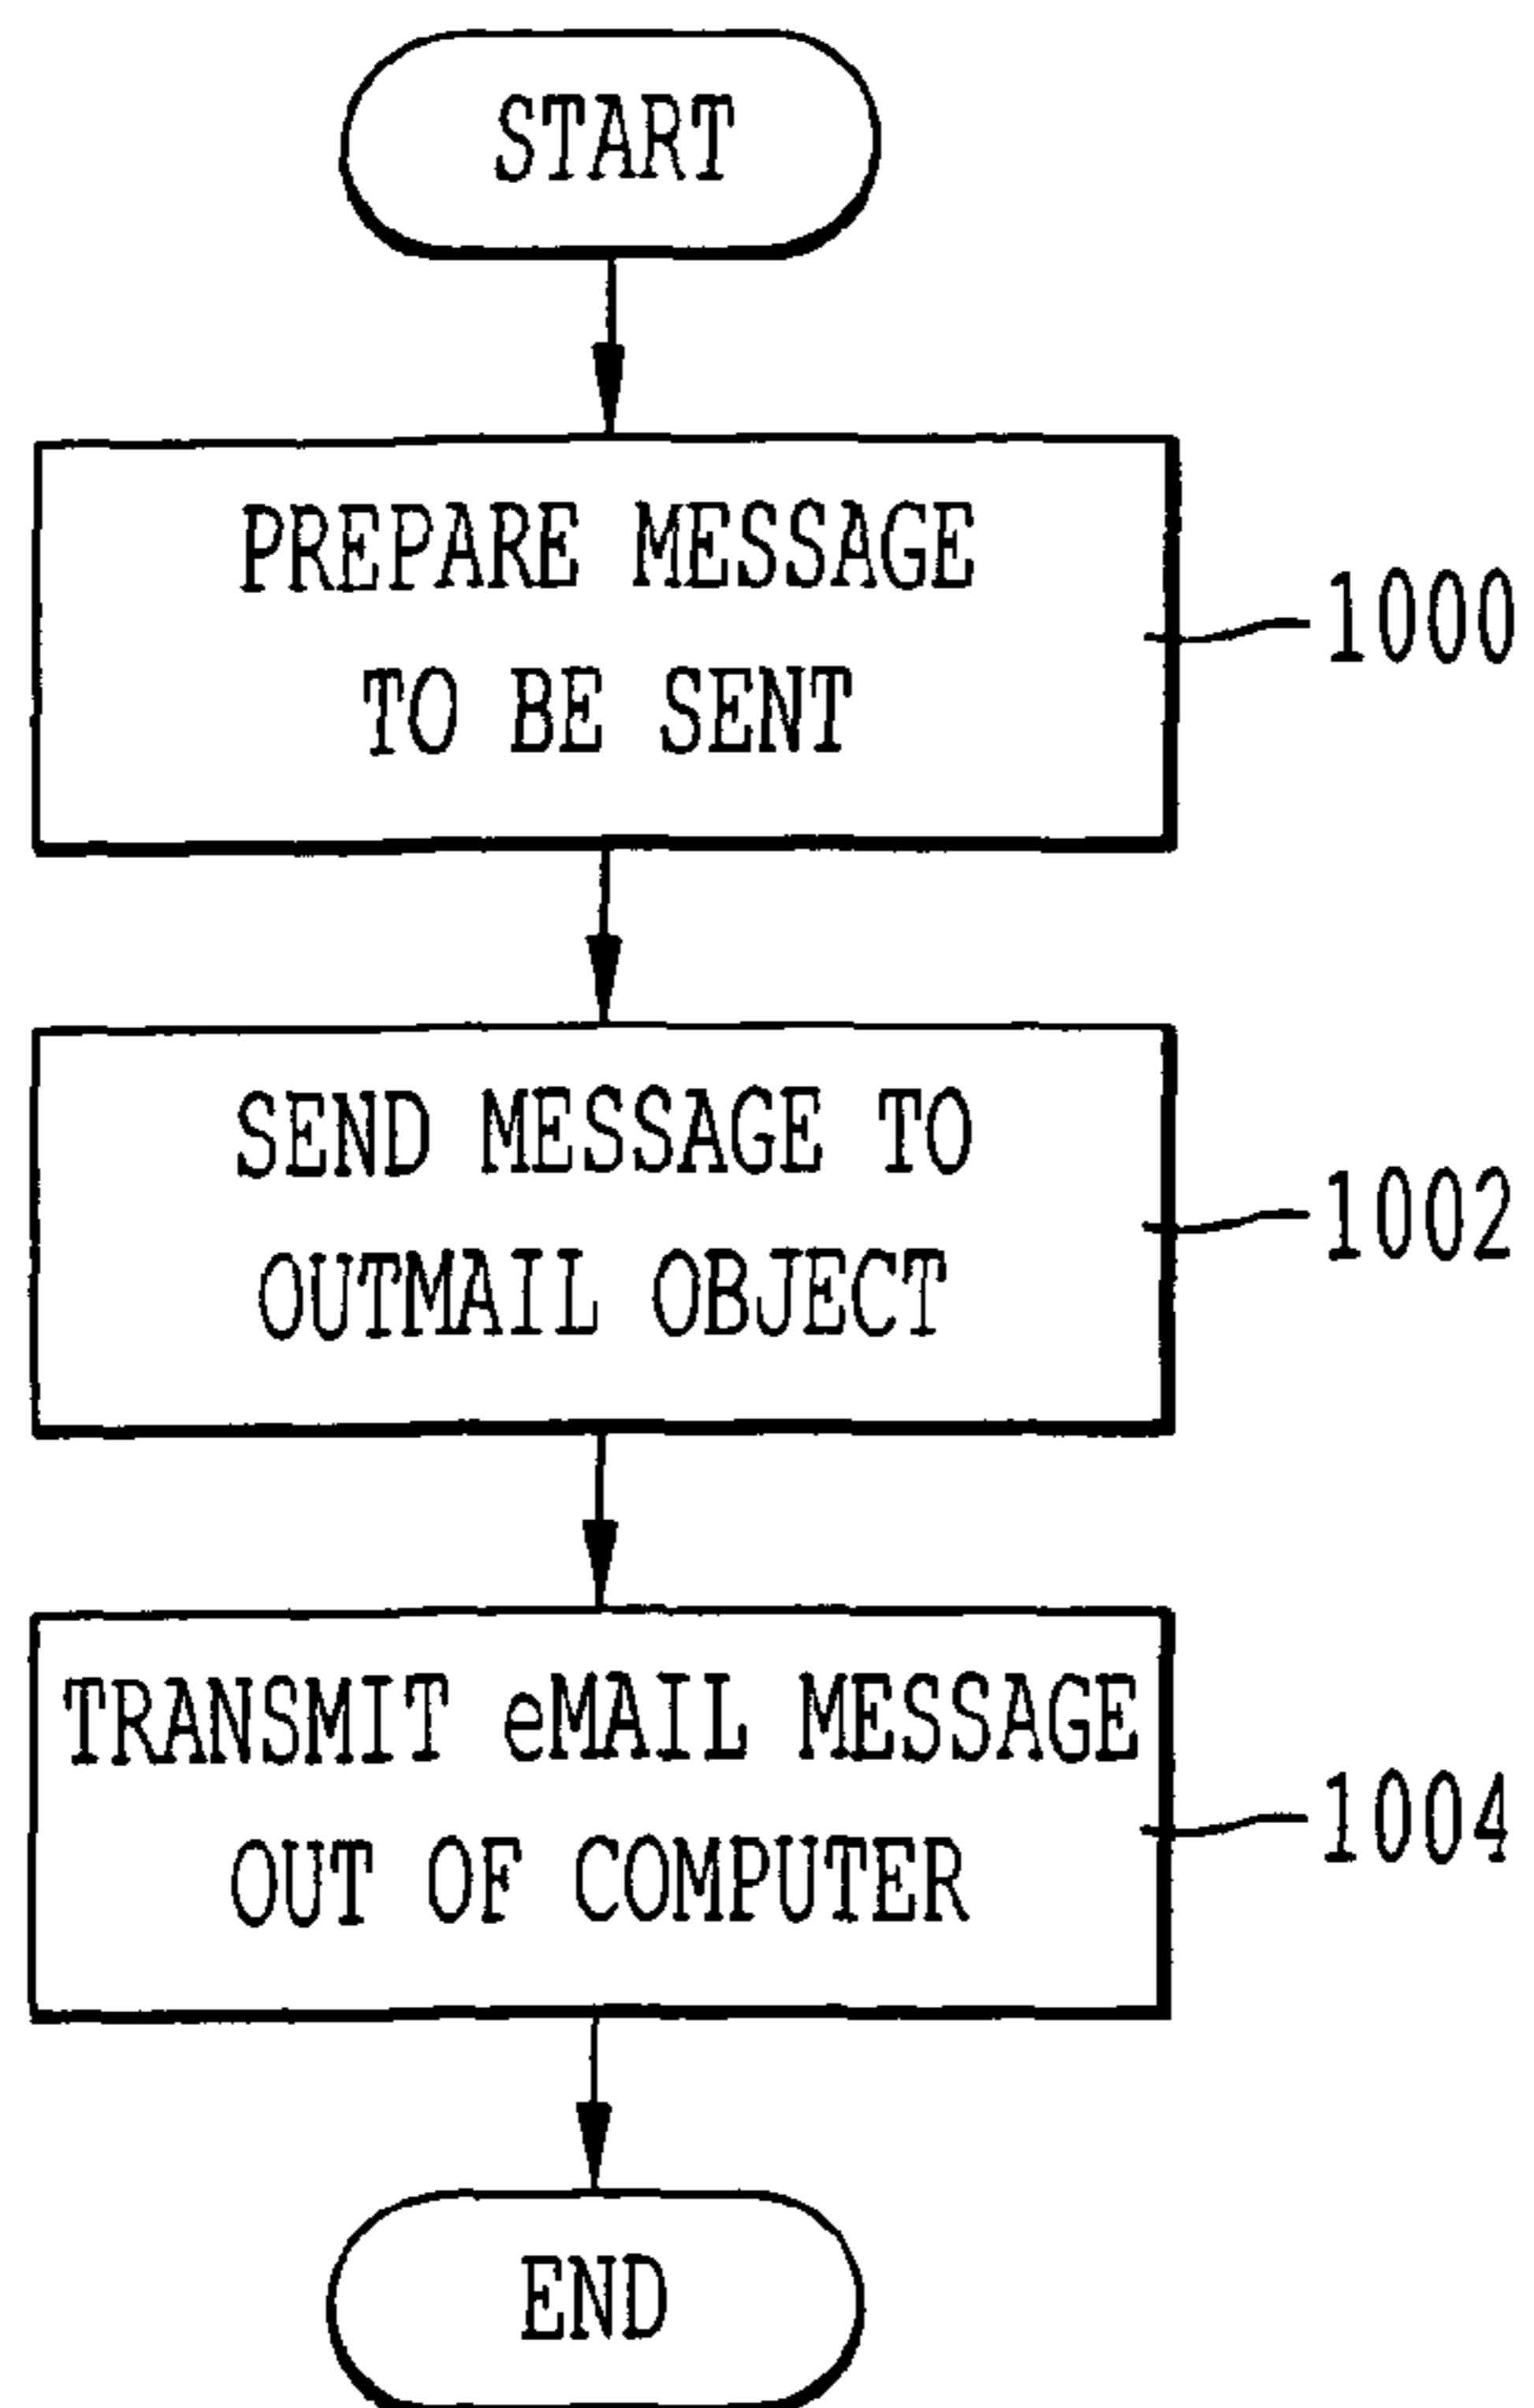 START
PREPARE MESSAGE
TO BE SENT
1000
SEND MESSAGE TO
OUTMAIL OBJECT
1002
TRANSMIT eMAIL MESSAGE
OUT OF COMPUTER
1004
END